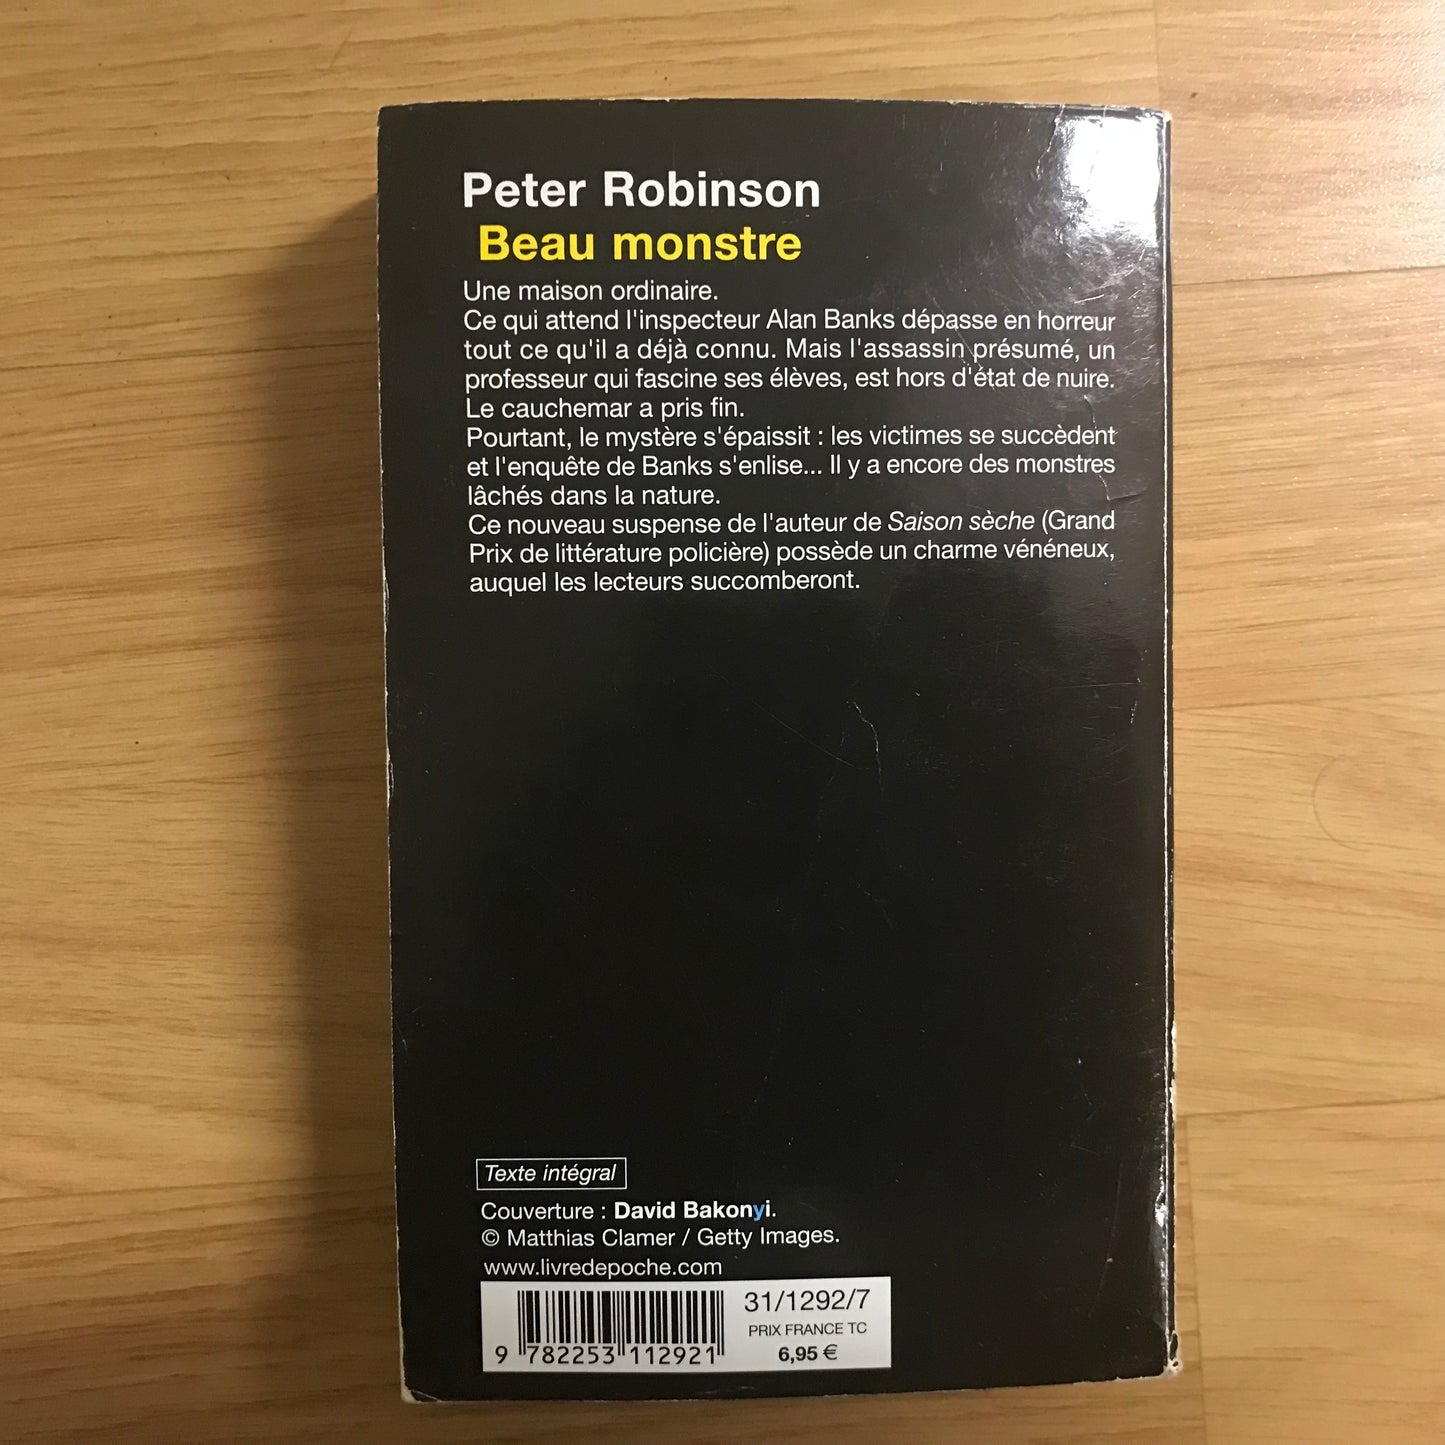 Peter Robinson
Beau monstre
Une maison ordinaire.
Ce qui attend l'inspecteur Alan Banks dépasse en horreur
tout ce qu'il a déjà connu. Mais l'assassin présumé, un
professeur qui fascine ses élèves, est hors d'état de nuire.
Le cauchemar a pris fin.
Pourtant, le mystère s'épaissit : les victimes se succèdent
et l'enquête de Banks s'enlise... Il y a encore des monstres
lâchés dans la nature.
Ce nouveau suspense de l'auteur de Saison sèche (Grand
Prix de littérature policière) possède un charme vénéneux,
auquel les lecteurs succomberont.
Texte intégral
Couverture : David Bakonyi.
© Matthias Clamer / Getty Images.
www.livredepoche.com
31/1292/7
PRIX FRANCE TC
6,95 €
9 782253 112921